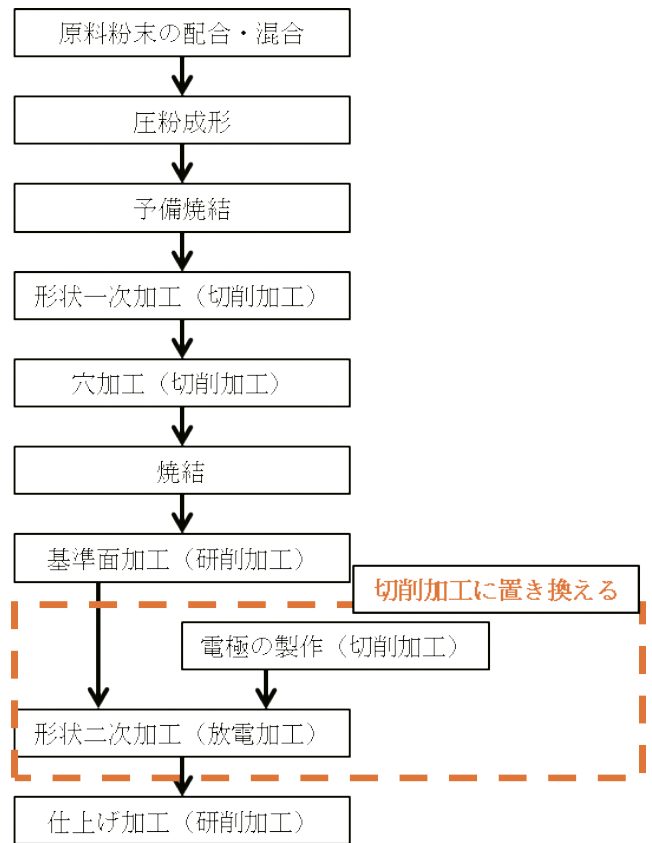 原料粉末の配合・混合
圧粉成形
予備焼結
形状一次加工（切削加工）
穴加工（切削加工）
焼結
基準面加工（研削加工）
切削加工に置き換える
電極の製作（切削加工）
形状二次加工（放電加工）
仕上げ加工（研削加工）